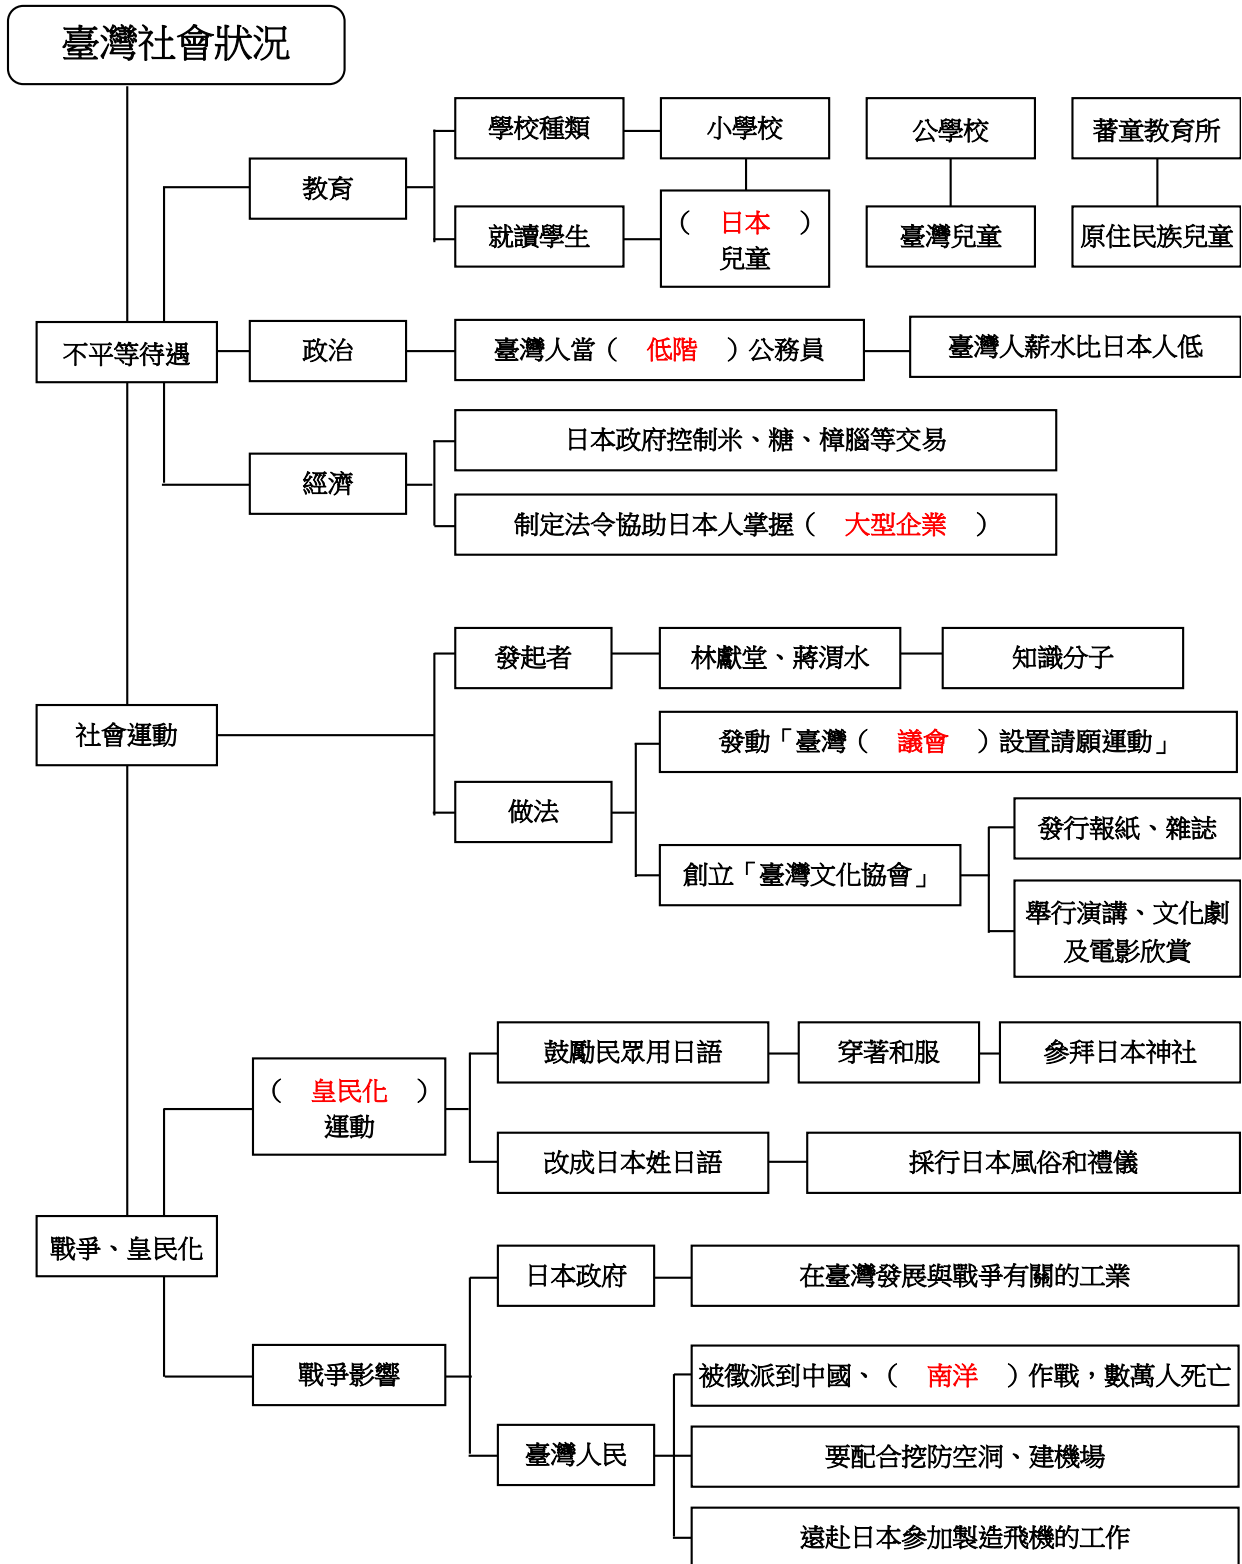 臺灣社會狀況
不平等待遇
教育
學校種類
小學校
公學校
蕃童教育所
就讀學生
（　日本　）
兒童
臺灣兒童
原住民族兒童
政治
臺灣人當（　低階　）公務員
臺灣人薪水比日本人低
經濟
日本政府控制米、糖、樟腦等交易
制定法令協助日本人掌握（　大型企業　）
社會運動
發起者
林獻堂、蔣渭水
知識分子
做法
發動「臺灣（　議會　）設置請願運動」
創立「臺灣文化協會」
發行報紙、雜誌
舉行演講、文化劇
及電影欣賞
戰爭、皇民化
（　皇民化　）
運動
鼓勵民眾用日語
穿著和服
參拜日本神社
改成日本姓日語
採行日本風俗和禮儀
戰爭影響
日本政府
在臺灣發展與戰爭有關的工業
臺灣人民
被徵派到中國、（　南洋　）作戰，數萬人死亡
要配合挖防空洞、建機場
遠赴日本參加製造飛機的工作